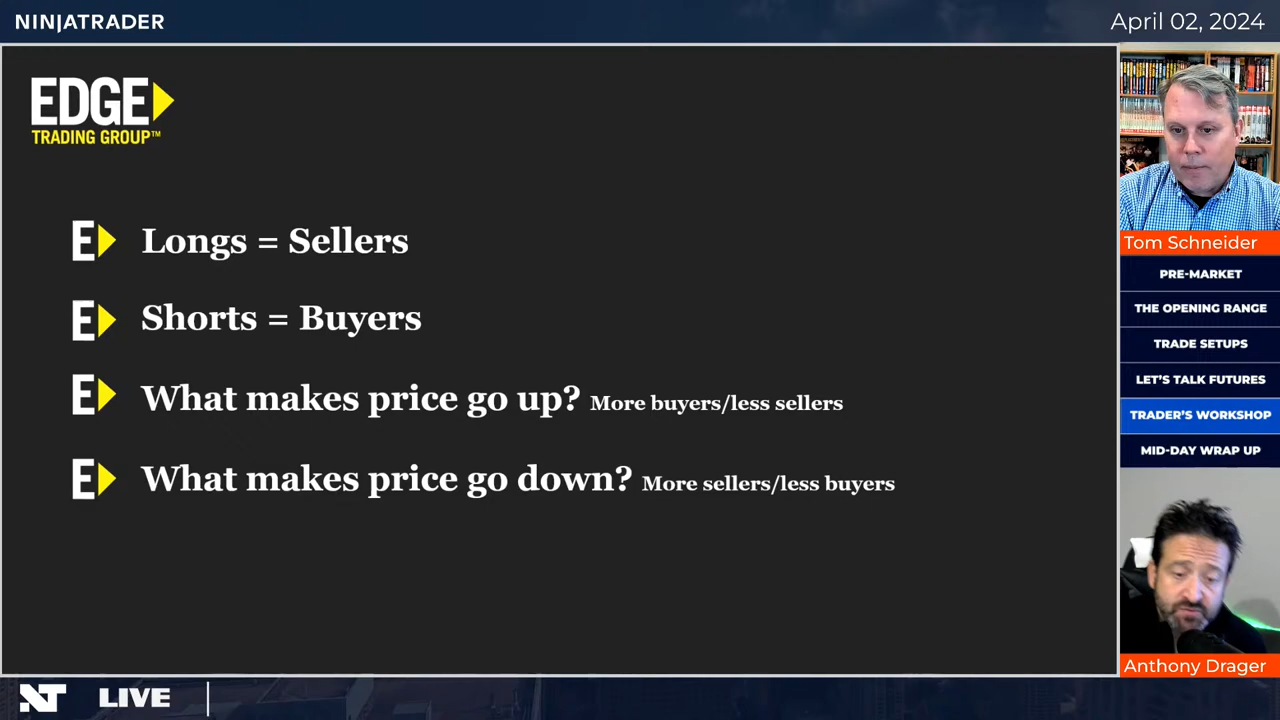 NINJATRADER
April 02, 2024
EDGE
TRADING GROUP™
E Longs = Sellers
E Shorts = Buyers
E What makes price go up? More buyers/less sellers
E What makes price go down? More sellers/less buyers
Tom Schneider
PRE-MARKET
THE OPENING RANGE
TRADE SETUPS
LET'S TALK FUTURES
TRADER'S WORKSHOP
MID-DAY WRAP UP
Anthony Drager
NT LIVE